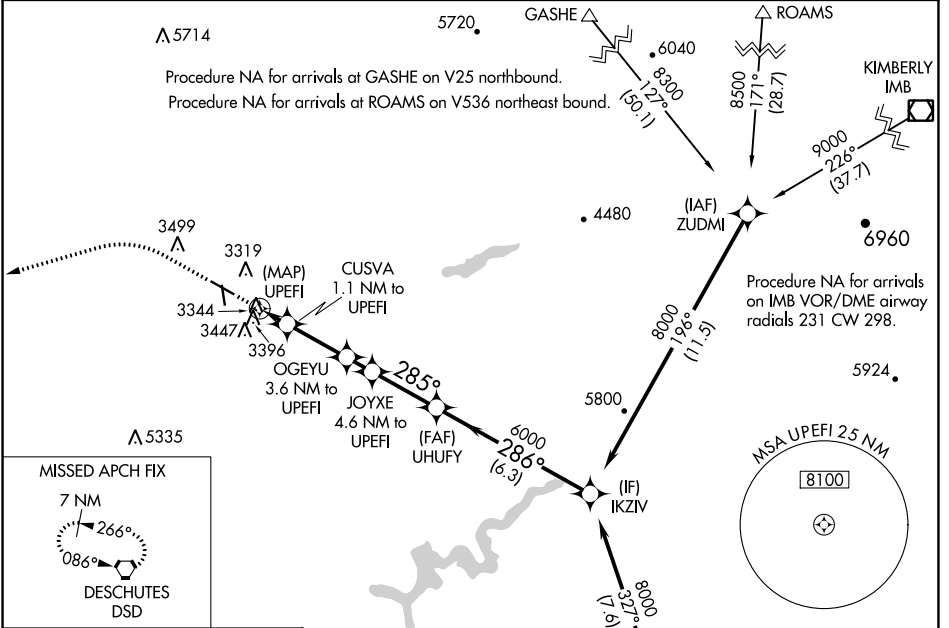 5714
5720
GASHE
ROAMS
6040
Procedure NA for arrivals at GASHE on V25 northbound.
Procedure NA for arrivals at ROAMS on V536 northeast bound.
8300
127°
(50.1)
8500
171°
(28.7)
KIMBERLY
IMB
9000
226°
(37.7)
(IAF)
ZUDMI
4480
6960
3499
3319
(MAP)
UPEFI
CUSVA
1.1 NM to
UPEFI
3344
3447
3396
Procedure NA for arrivals
on IMB VOR/DME airway
radials 231 CW 298.
8000
196°
(11.5)
OGEYU
3.6 NM to
UPEFI
JOYXE
4.6 NM to
UPEFI
285°
(FAF)
UHUFY
5924
5800
5335
6000
286°
(6.3)
(IF)
IKZIV
MSA UPEFI 25 NM
8100
MISSED APCH FIX
7 NM
266°
086°
DESCHUTES
DSD
8000
327°
(7.6)